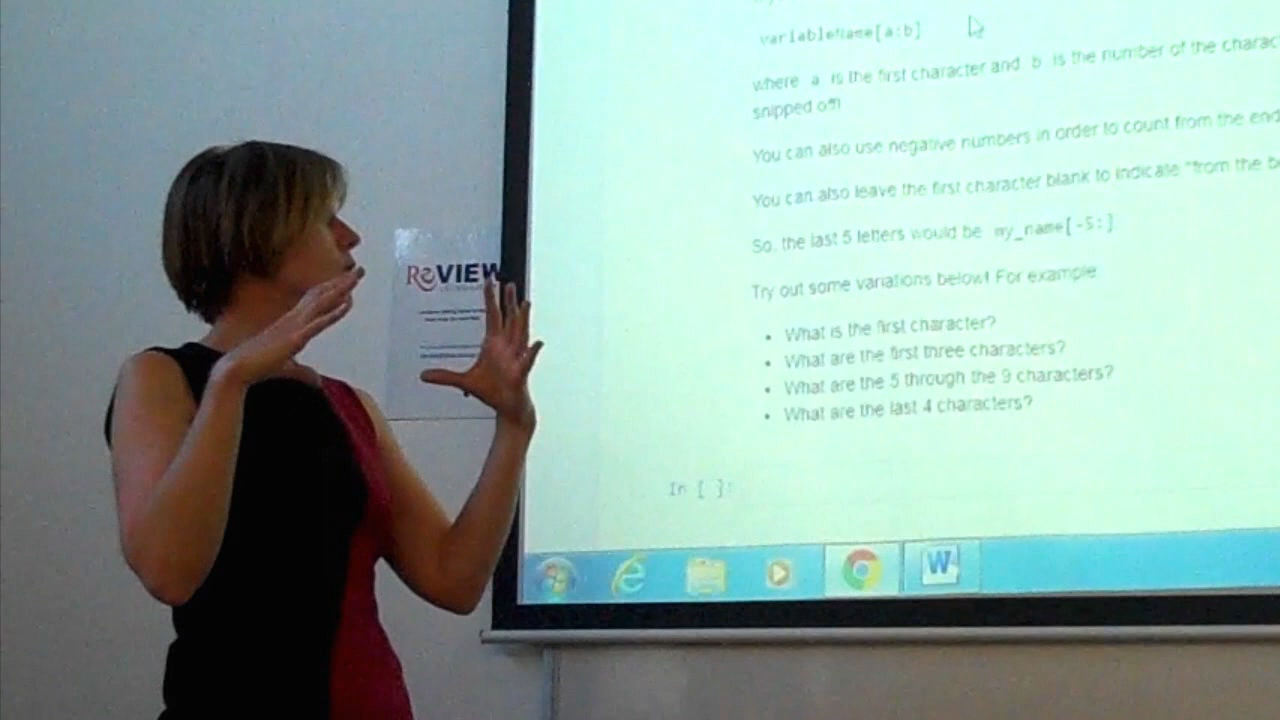 variableName[a:b]
where a is the first character and b is the number of the charac
snipped off!
You can also use negative numbers in order to count from the end
You can also leave the first character blank to indicate "from the b
So, the last 5 letters would be my_name[-5:]
Try out some variations below! For example
• What is the first character?
• What are the first three characters?
• What are the 5 through the 9 characters?
• What are the last 4 characters?
In [ ]:
W
ReVIEW